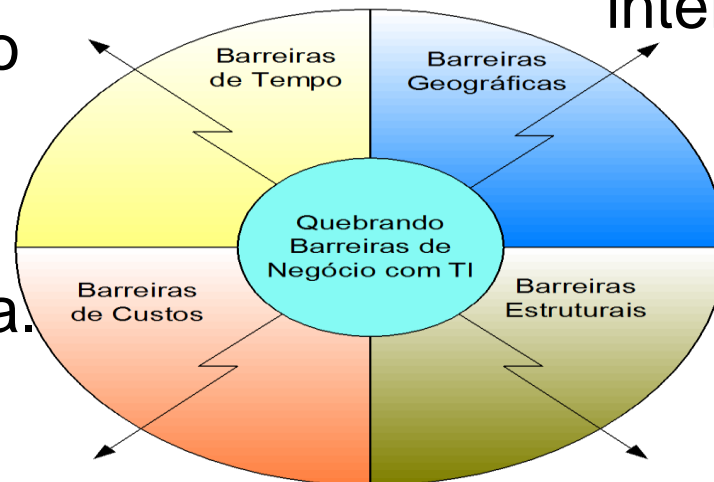 Barreiras
de Tempo
Barreiras
Geográficas
Quebrando
Barreiras de
Negócio com TI
Barreiras
de Custos
Barreiras
Estruturais